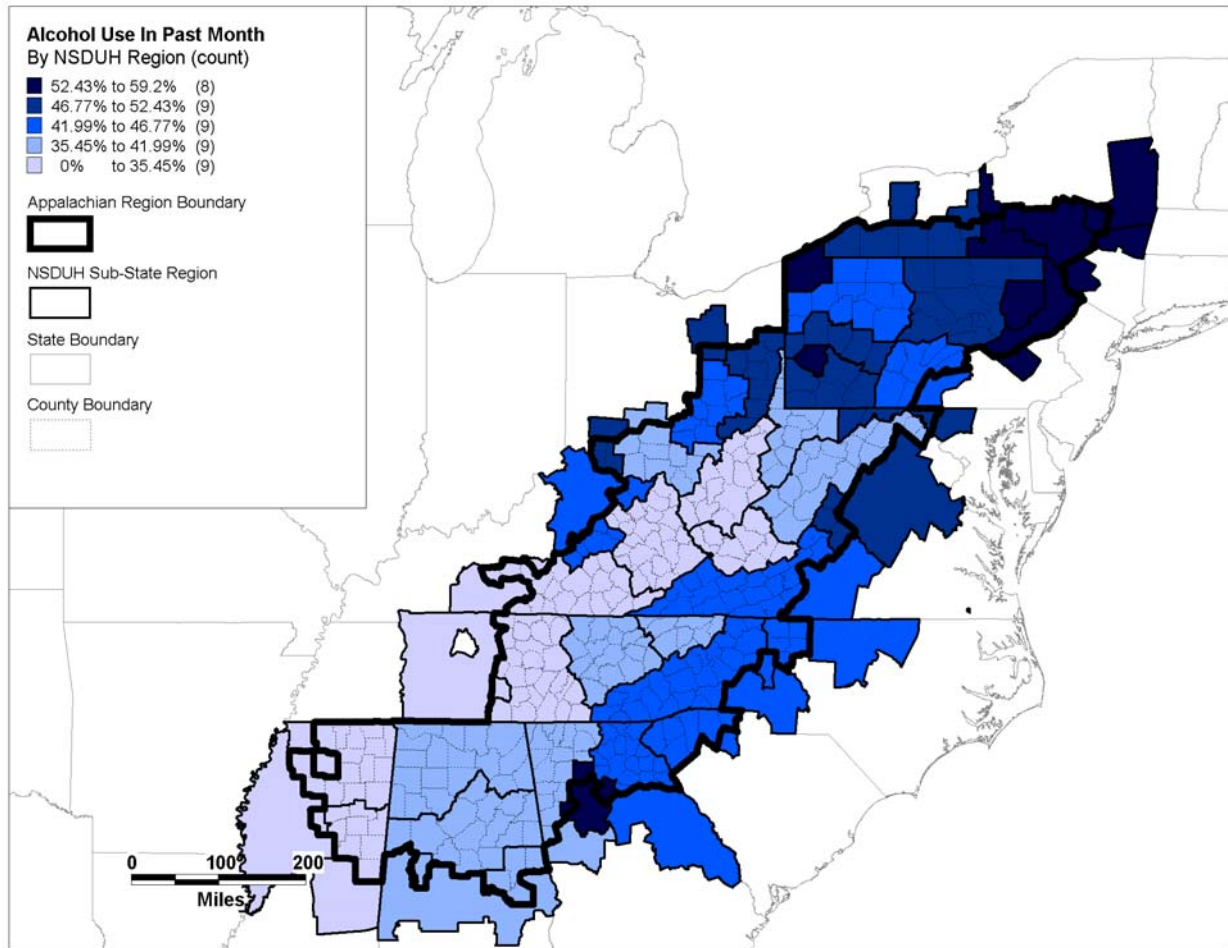 Alcohol Use In Past Month
By NSDUH Region (count)
52.43% to 59.2% (8)
46.77% to 52.43% (9)
41.99% to 46.77% (9)
35.45% to 41.99% (9)
0% to 35.45% (9)
Appalachian Region Boundary
NSDUH Sub-State Region
State Boundary
County Boundary
0 100 200
Miles